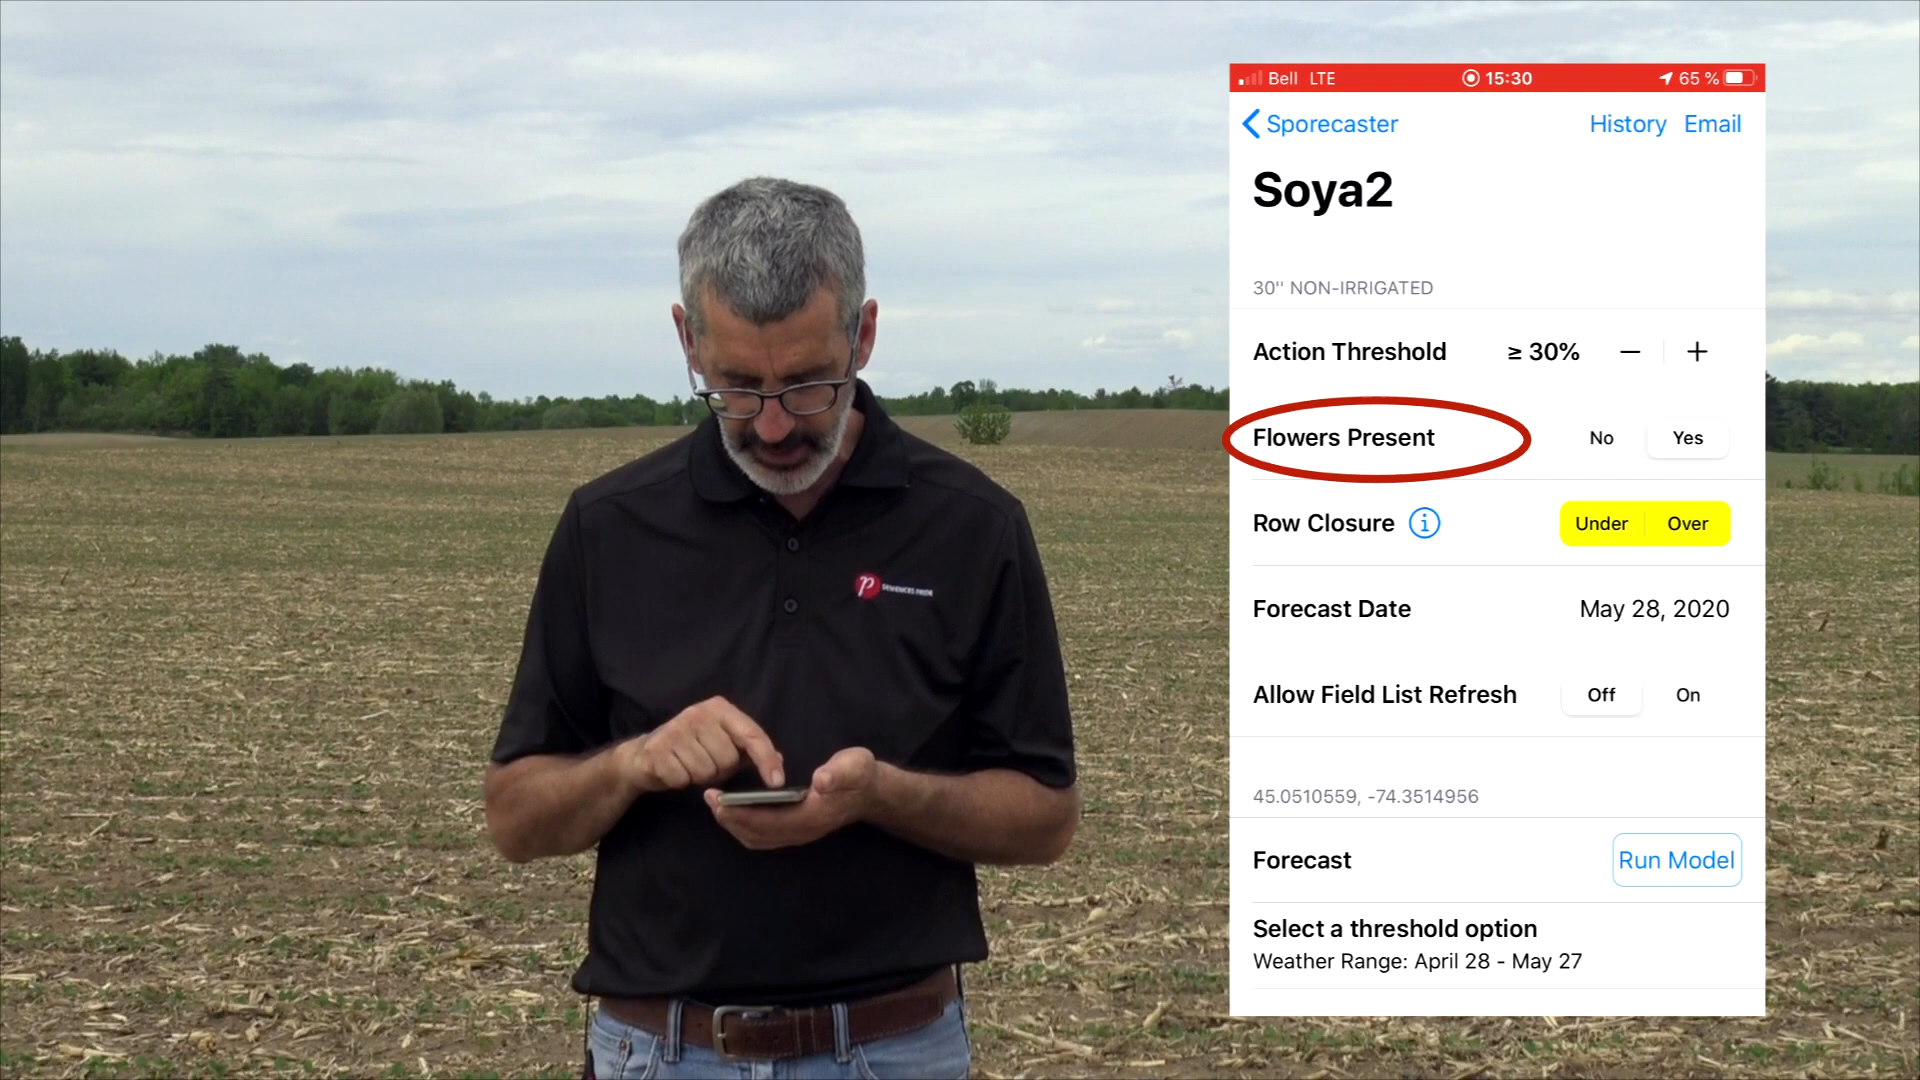 Bell LTE 15:30 65 %
Sporecaster History Email
Soya2
30" NON-IRRIGATED
Action Threshold ≥ 30% − +
Flowers Present No Yes
Row Closure i Under Over
Forecast Date May 28, 2020
Allow Field List Refresh Off On
45.0510559, -74.3514956
Forecast Run Model
Select a threshold option
Weather Range: April 28 - May 27
P SEMENCES PRIDE